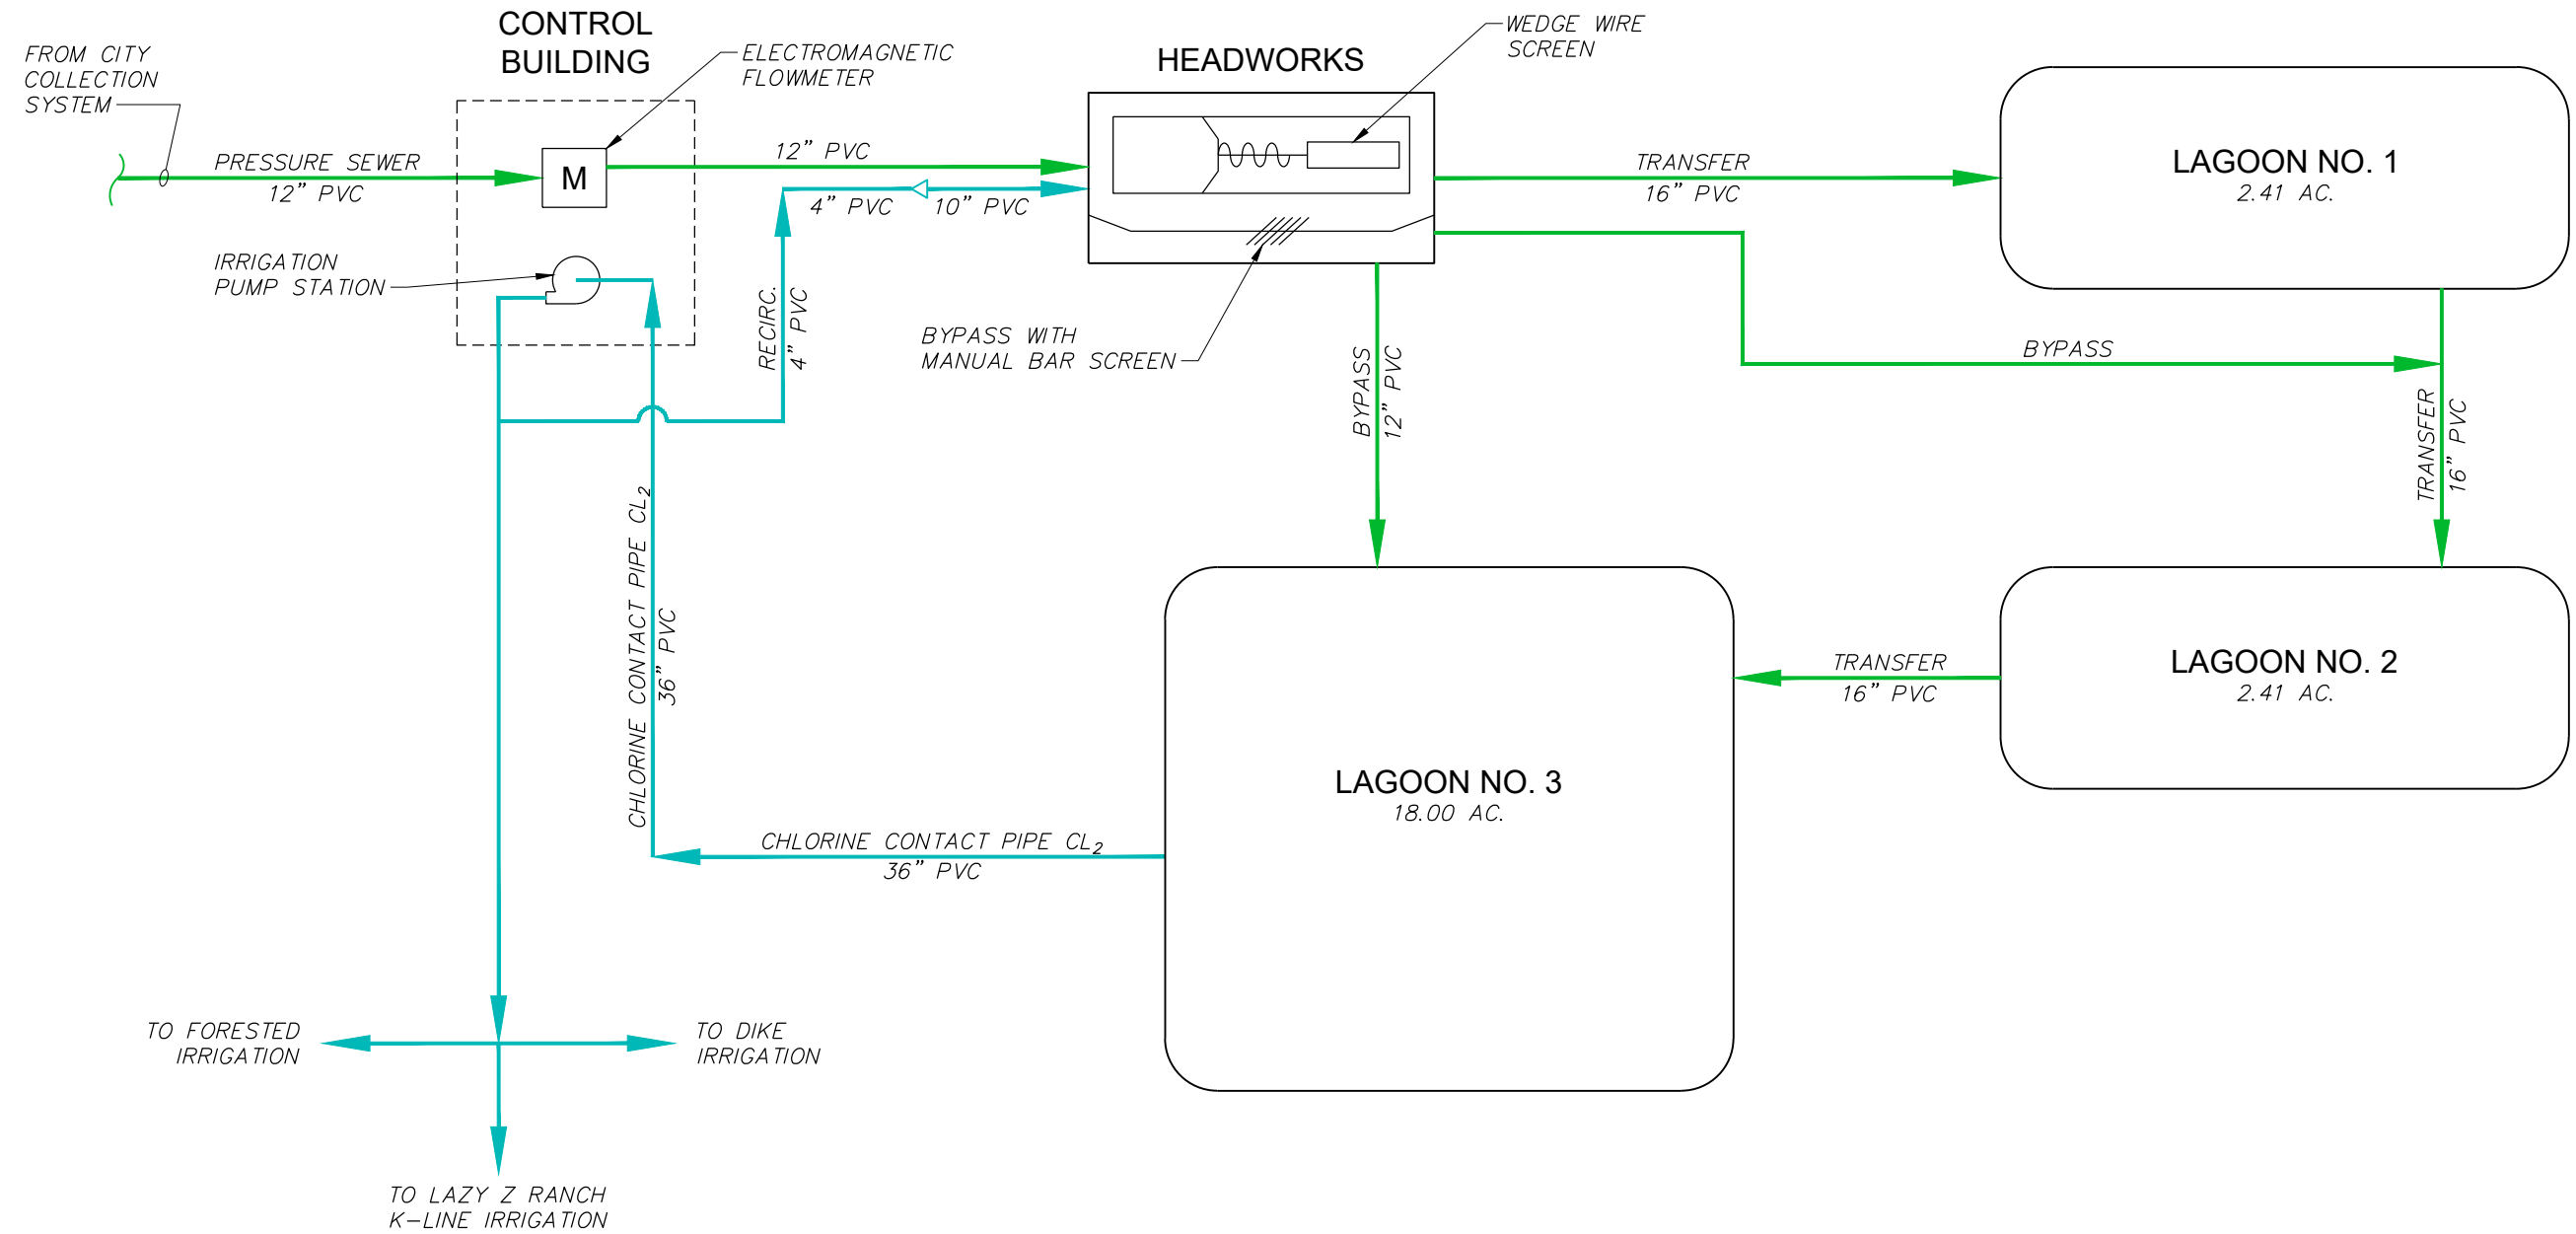 CONTROL
BUILDING
FROM CITY
COLLECTION
SYSTEM
ELECTROMAGNETIC
FLOWMETER
HEADWORKS
WEDGE WIRE
SCREEN
PRESSURE SEWER
12" PVC
M
12" PVC
4" PVC
10" PVC
TRANSFER
16" PVC
LAGOON NO. 1
2.41 AC.
IRRIGATION
PUMP STATION
RECIRC.
4" PVC
BYPASS WITH
MANUAL BAR SCREEN
BYPASS
12" PVC
BYPASS
TRANSFER
16" PVC
CHLORINE CONTACT PIPE CL₂
36" PVC
TRANSFER
16" PVC
LAGOON NO. 2
2.41 AC.
LAGOON NO. 3
18.00 AC.
CHLORINE CONTACT PIPE CL₂
36" PVC
TO FORESTED
IRRIGATION
TO DIKE
IRRIGATION
TO LAZY Z RANCH
K-LINE IRRIGATION